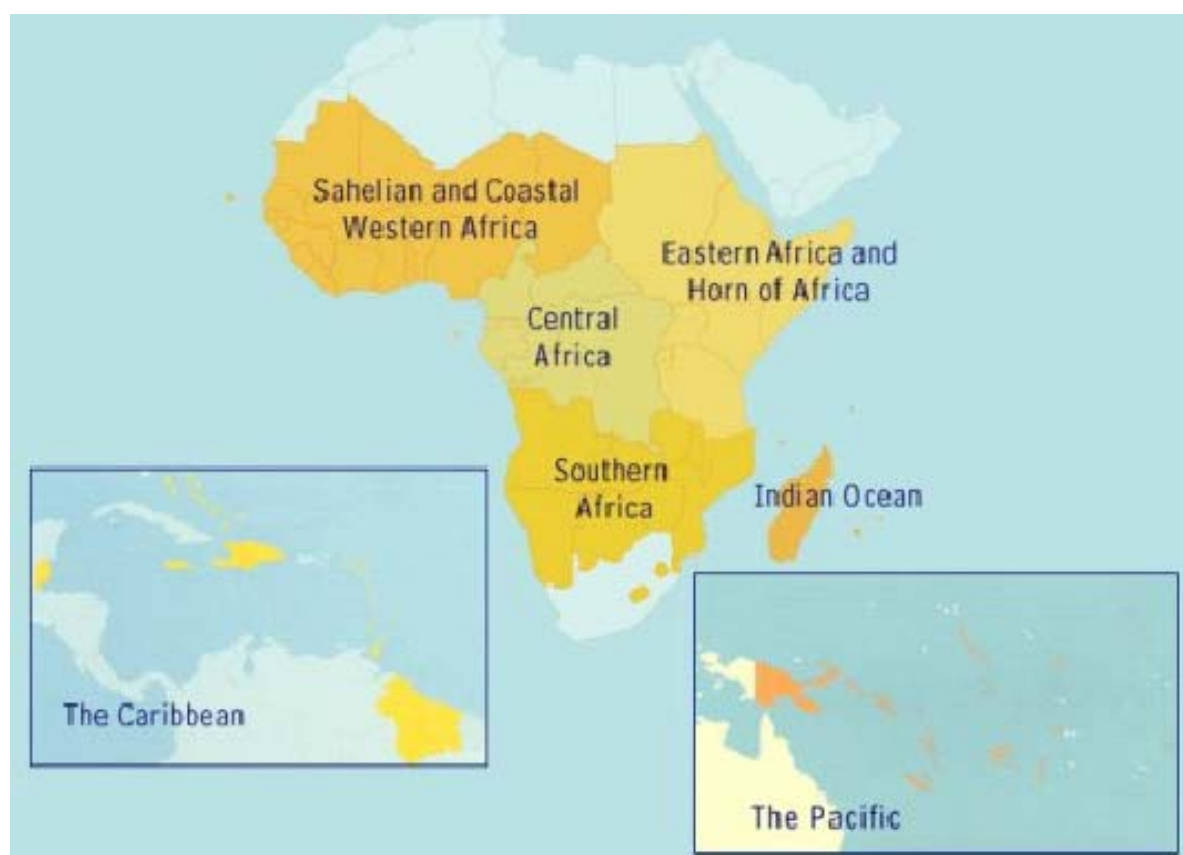 Sahelian and Coastal
Western Africa
Eastern Africa and
Horn of Africa
Central
Africa
Southern
Africa
Indian Ocean
The Caribbean
The Pacific